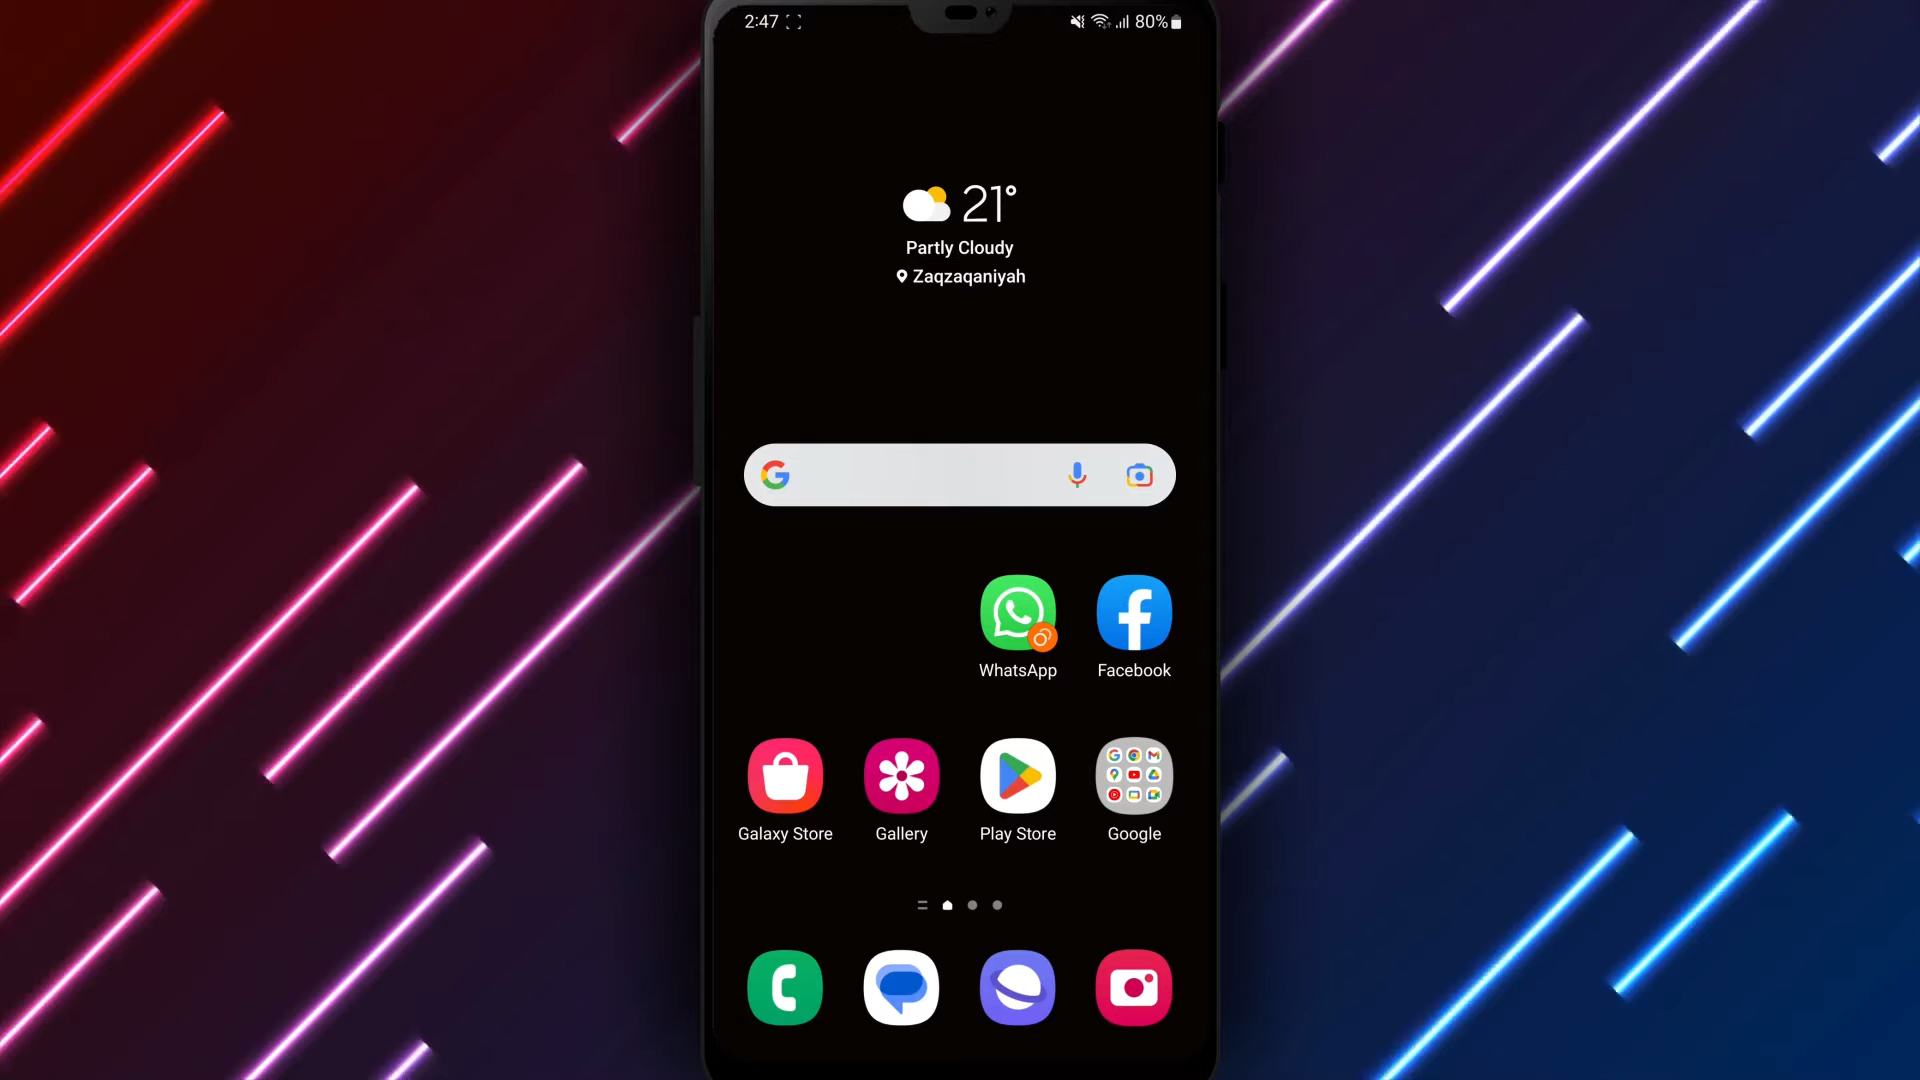 2:47
80%
21°
Partly Cloudy
Zaqzaqaniyah
WhatsApp
Facebook
Galaxy Store
Gallery
Play Store
Google